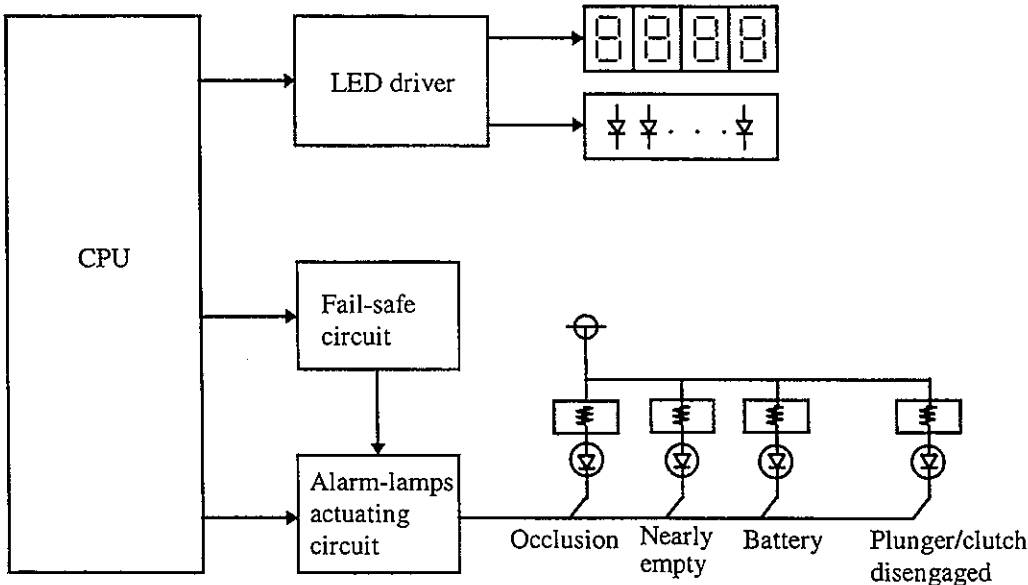 LED driver
CPU
Fail-safe
circuit
Alarm-lamps
actuating
circuit
Occlusion
Nearly
empty
Battery
Plunger/clutch
disengaged